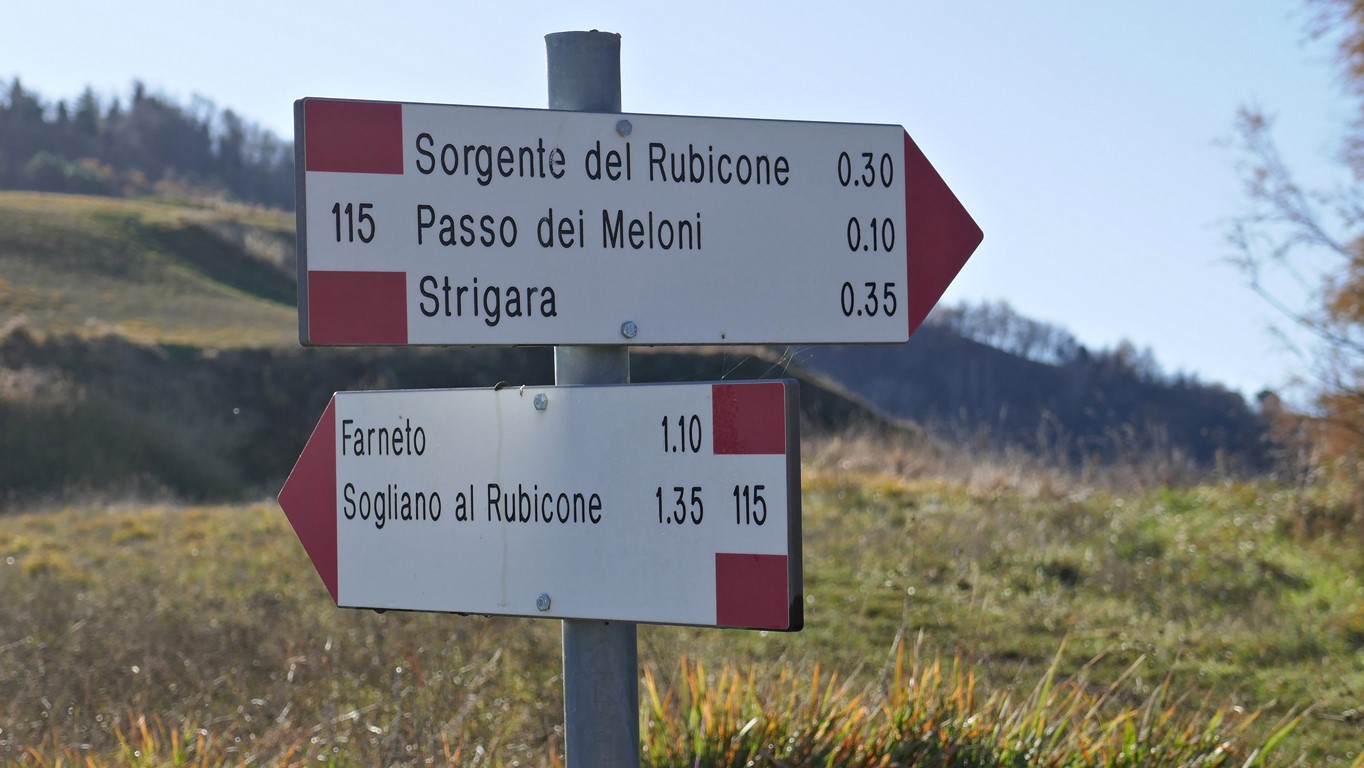 Sorgente del Rubicone 0.30
115 Passo dei Meloni 0.10
Strigara 0.35
Farneto 1.10
Sogliano al Rubicone 1.35 115